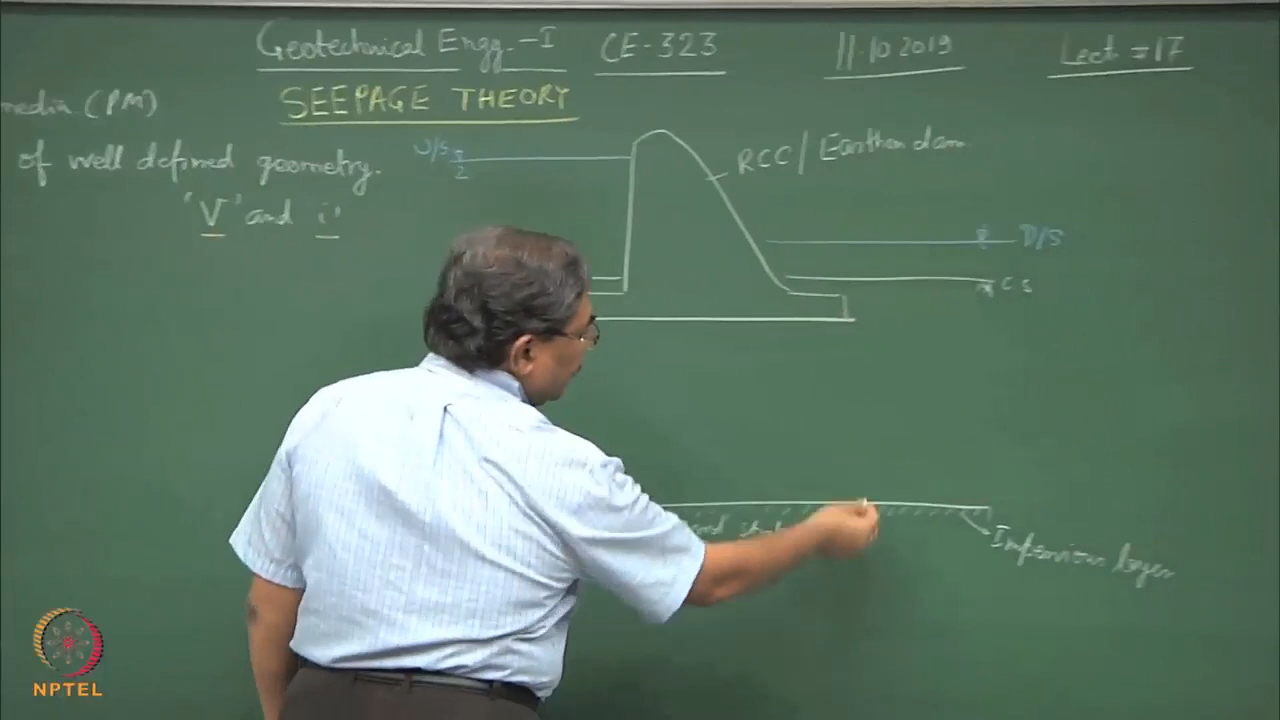 Geotechnical Engg.-I CE-323 11.10 2019 Lect = 17
media (PM) SEEPAGE THEORY
of well defined geometry. U/S RCC / Earthen dam
'V' and i'
D/S
Impervious layer
NPTEL